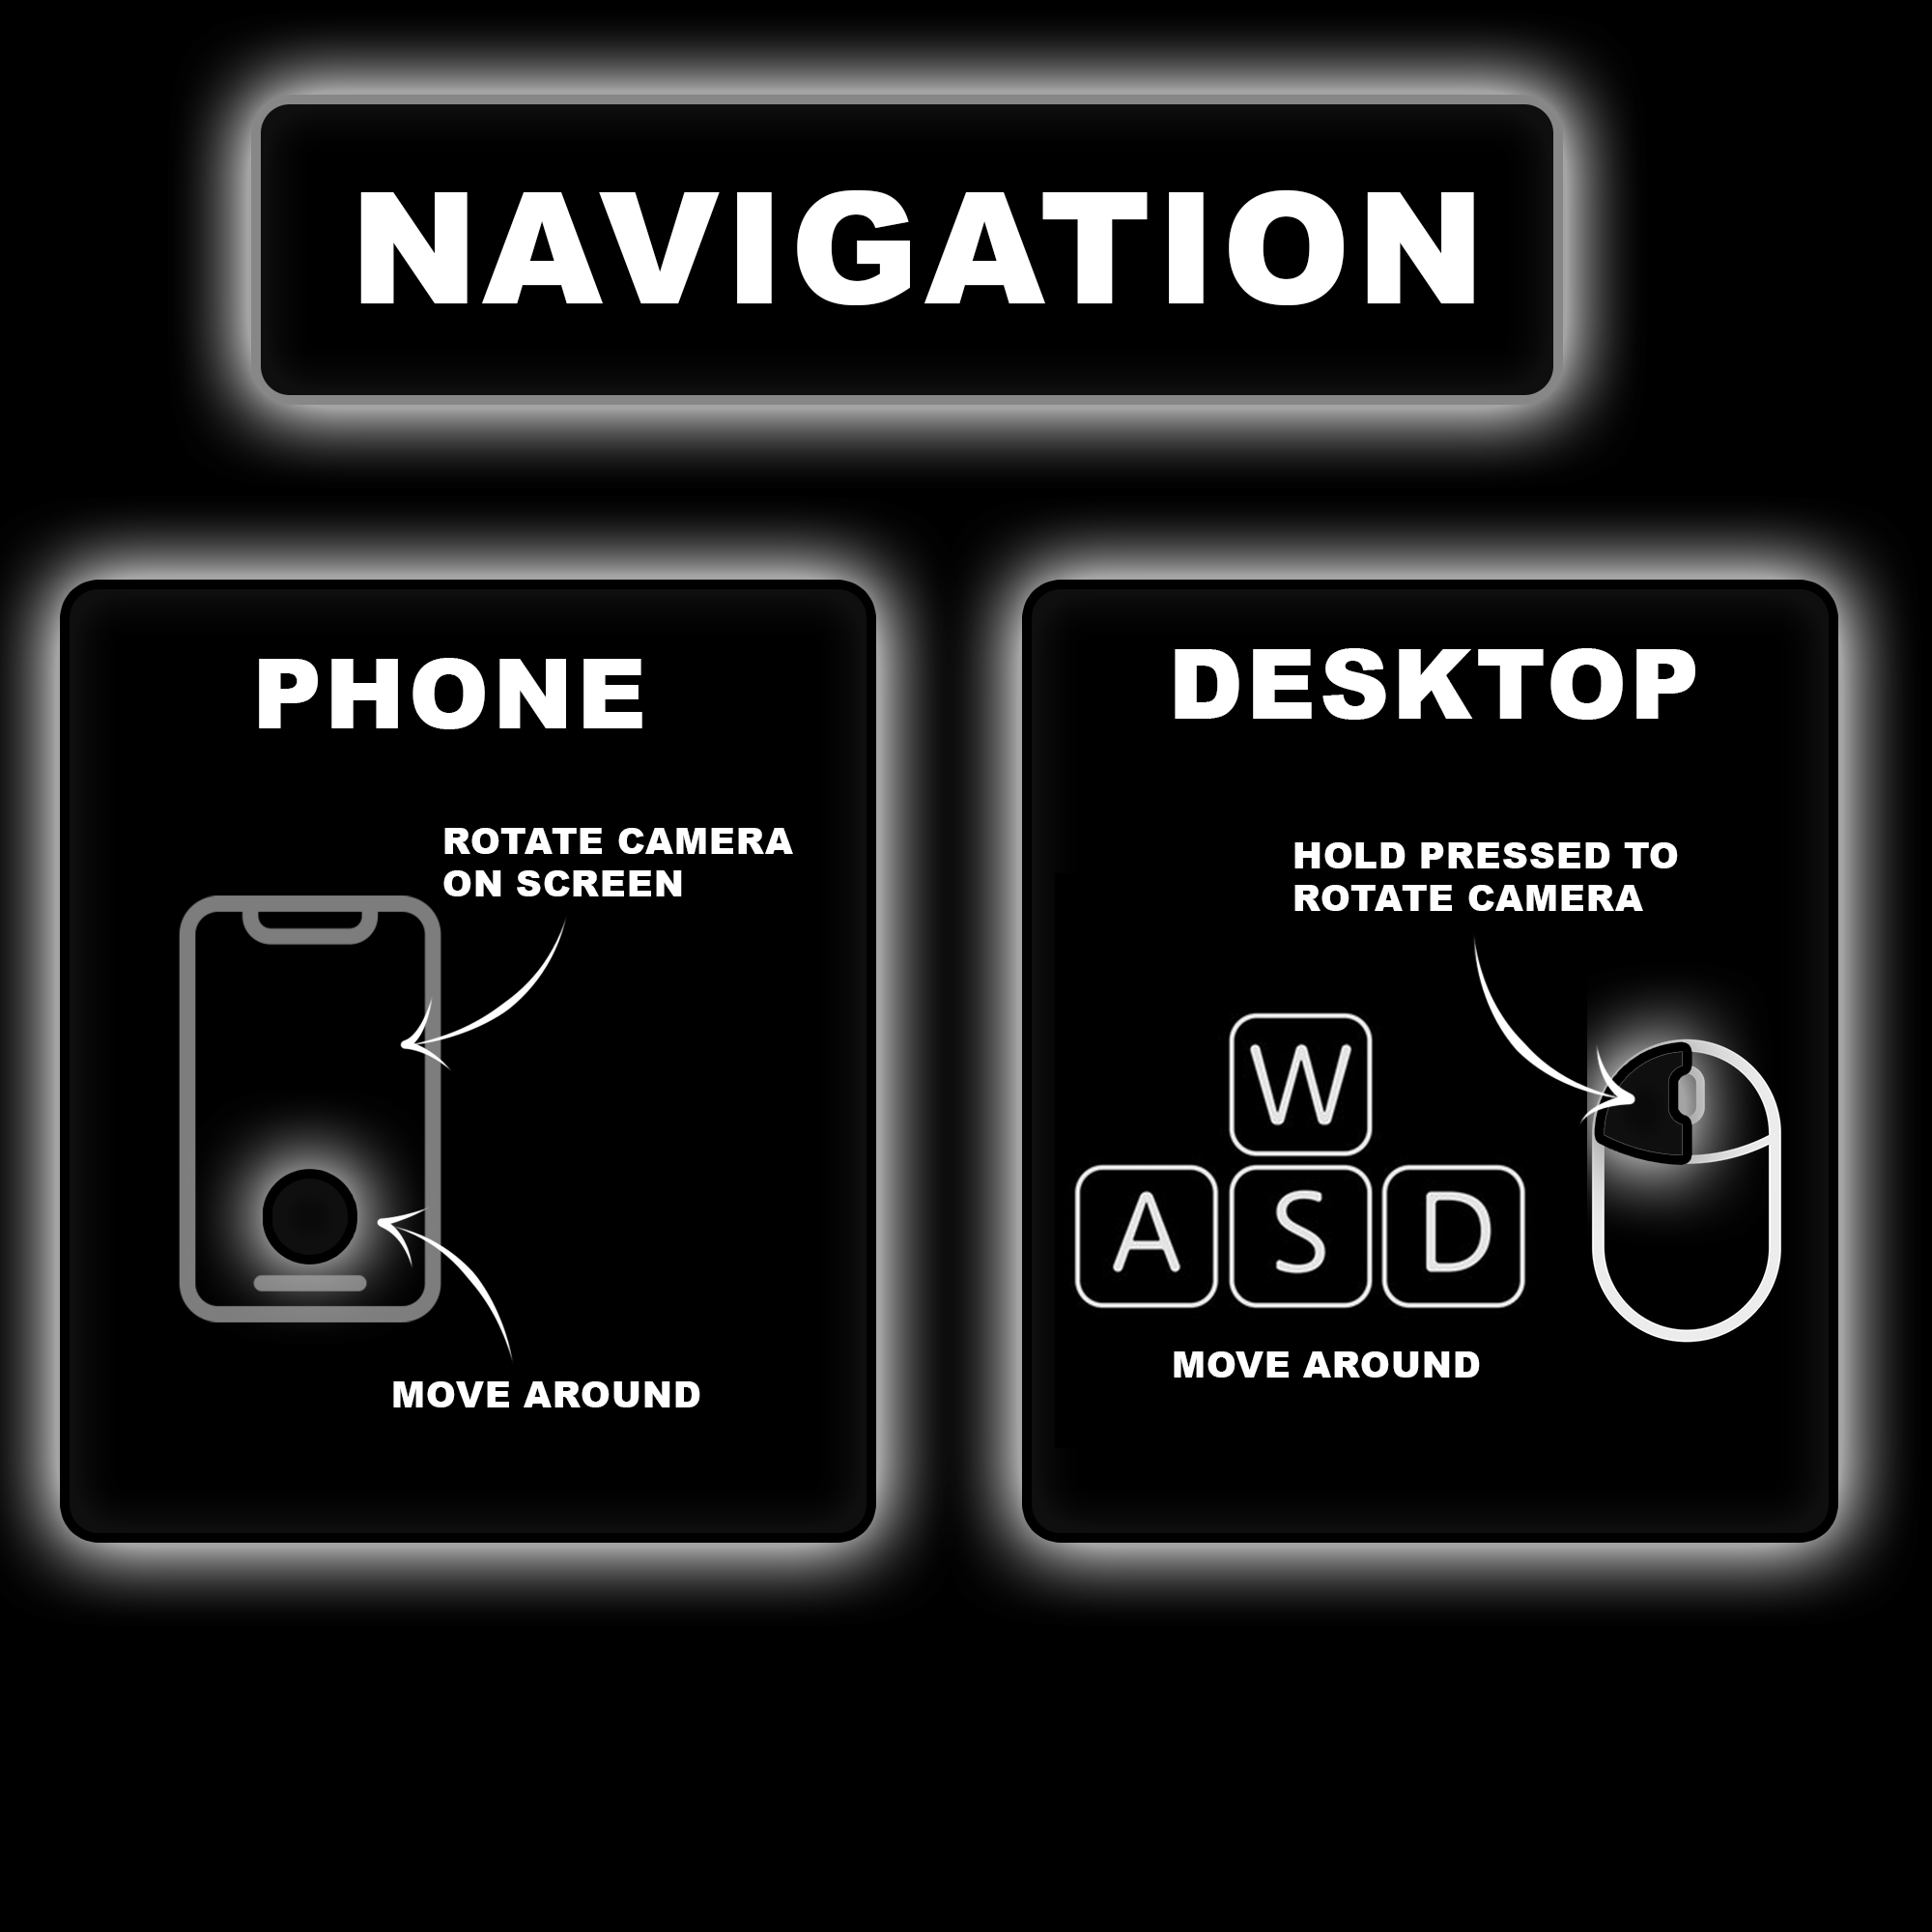 NAVIGATION
PHONE
ROTATE CAMERA
ON SCREEN
MOVE AROUND
DESKTOP
HOLD PRESSED TO
ROTATE CAMERA
W
A S D
MOVE AROUND